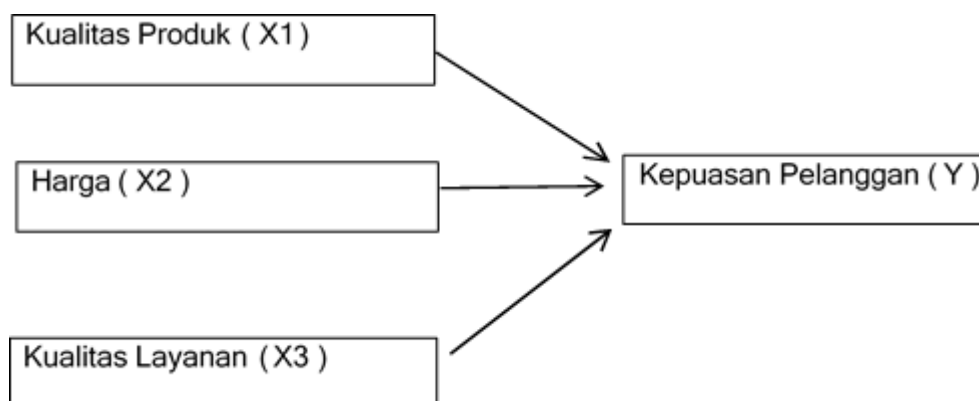 Kualitas Produk ( X1 )
Harga ( X2 )
Kepuasan Pelanggan ( Y )
Kualitas Layanan ( X3 )